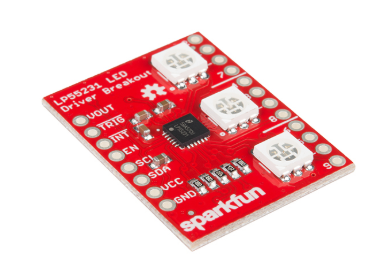 LP55231 LED
Driver Breakout
VOUT
TRIG
INT
EN
SCL
SDA
VCC
GND
7
8
9
sparkfun